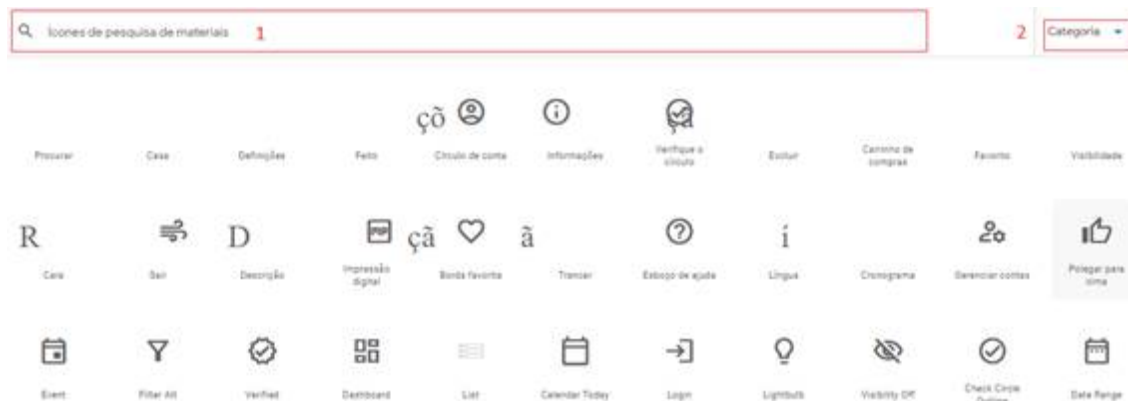 Ícones de pesquisa de materiais 1
2 Categoria
çõ
çã
Procurar
Casa
Definições
Feito
Círculo de conta
Informações
Verifique o
círculo
Excluir
Carrinho de
compras
Favorito
Visibilidade
R
D
PDF
çã
ã
í
Cara
Sair
Descrição
Impressão
digital
Borda favorita
Trancar
Esboço de ajuda
Língua
Cronograma
Gerenciar contas
Polegar para
cima
Event
Filter Alt
Verified
Dashboard
List
Calendar Today
Login
Lightbulb
Visibility Off
Check Circle
Outline
Date Range